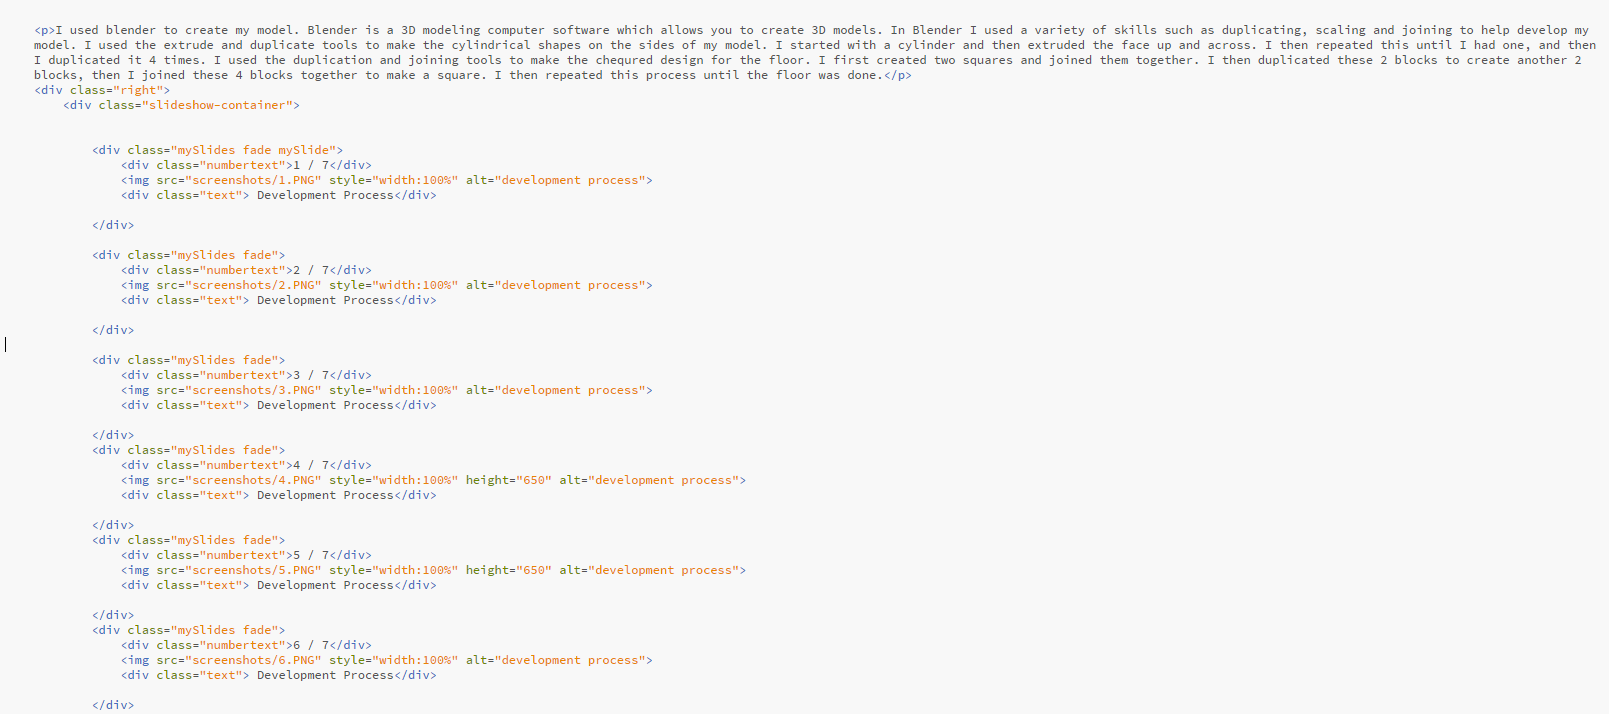 <p>I used blender to create my model. Blender is a 3D modeling computer software which allows you to create 3D models. In Blender I used a variety of skills such as duplicating, scaling and joining to help develop my
model. I used the extrude and duplicate tools to make the cylindrical shapes on the sides of my model. I started with a cylinder and then extruded the face up and across. I then repeated this until I had one, and then
I duplicated it 4 times. I used the duplication and joining tools to make the chequred design for the floor. I first created two squares and joined them together. I then duplicated these 2 blocks to create another 2
blocks, then I joined these 4 blocks together to make a square. I then repeated this process until the floor was done.</p>
<div class="right">
<div class="slideshow-container">
<div class="mySlides fade mySlide">
<div class="numbertext">1 / 7</div>
<img src="screenshots/1.PNG" style="width:100%" alt="development process">
<div class="text"> Development Process</div>
</div>
<div class="mySlides fade">
<div class="numbertext">2 / 7</div>
<img src="screenshots/2.PNG" style="width:100%" alt="development process">
<div class="text"> Development Process</div>
</div>
<div class="mySlides fade">
<div class="numbertext">3 / 7</div>
<img src="screenshots/3.PNG" style="width:100%" alt="development process">
<div class="text"> Development Process</div>
</div>
<div class="mySlides fade">
<div class="numbertext">4 / 7</div>
<img src="screenshots/4.PNG" style="width:100%" height="650" alt="development process">
<div class="text"> Development Process</div>
</div>
<div class="mySlides fade">
<div class="numbertext">5 / 7</div>
<img src="screenshots/5.PNG" style="width:100%" height="650" alt="development process">
<div class="text"> Development Process</div>
</div>
<div class="mySlides fade">
<div class="numbertext">6 / 7</div>
<img src="screenshots/6.PNG" style="width:100%" alt="development process">
<div class="text"> Development Process</div>
</div>